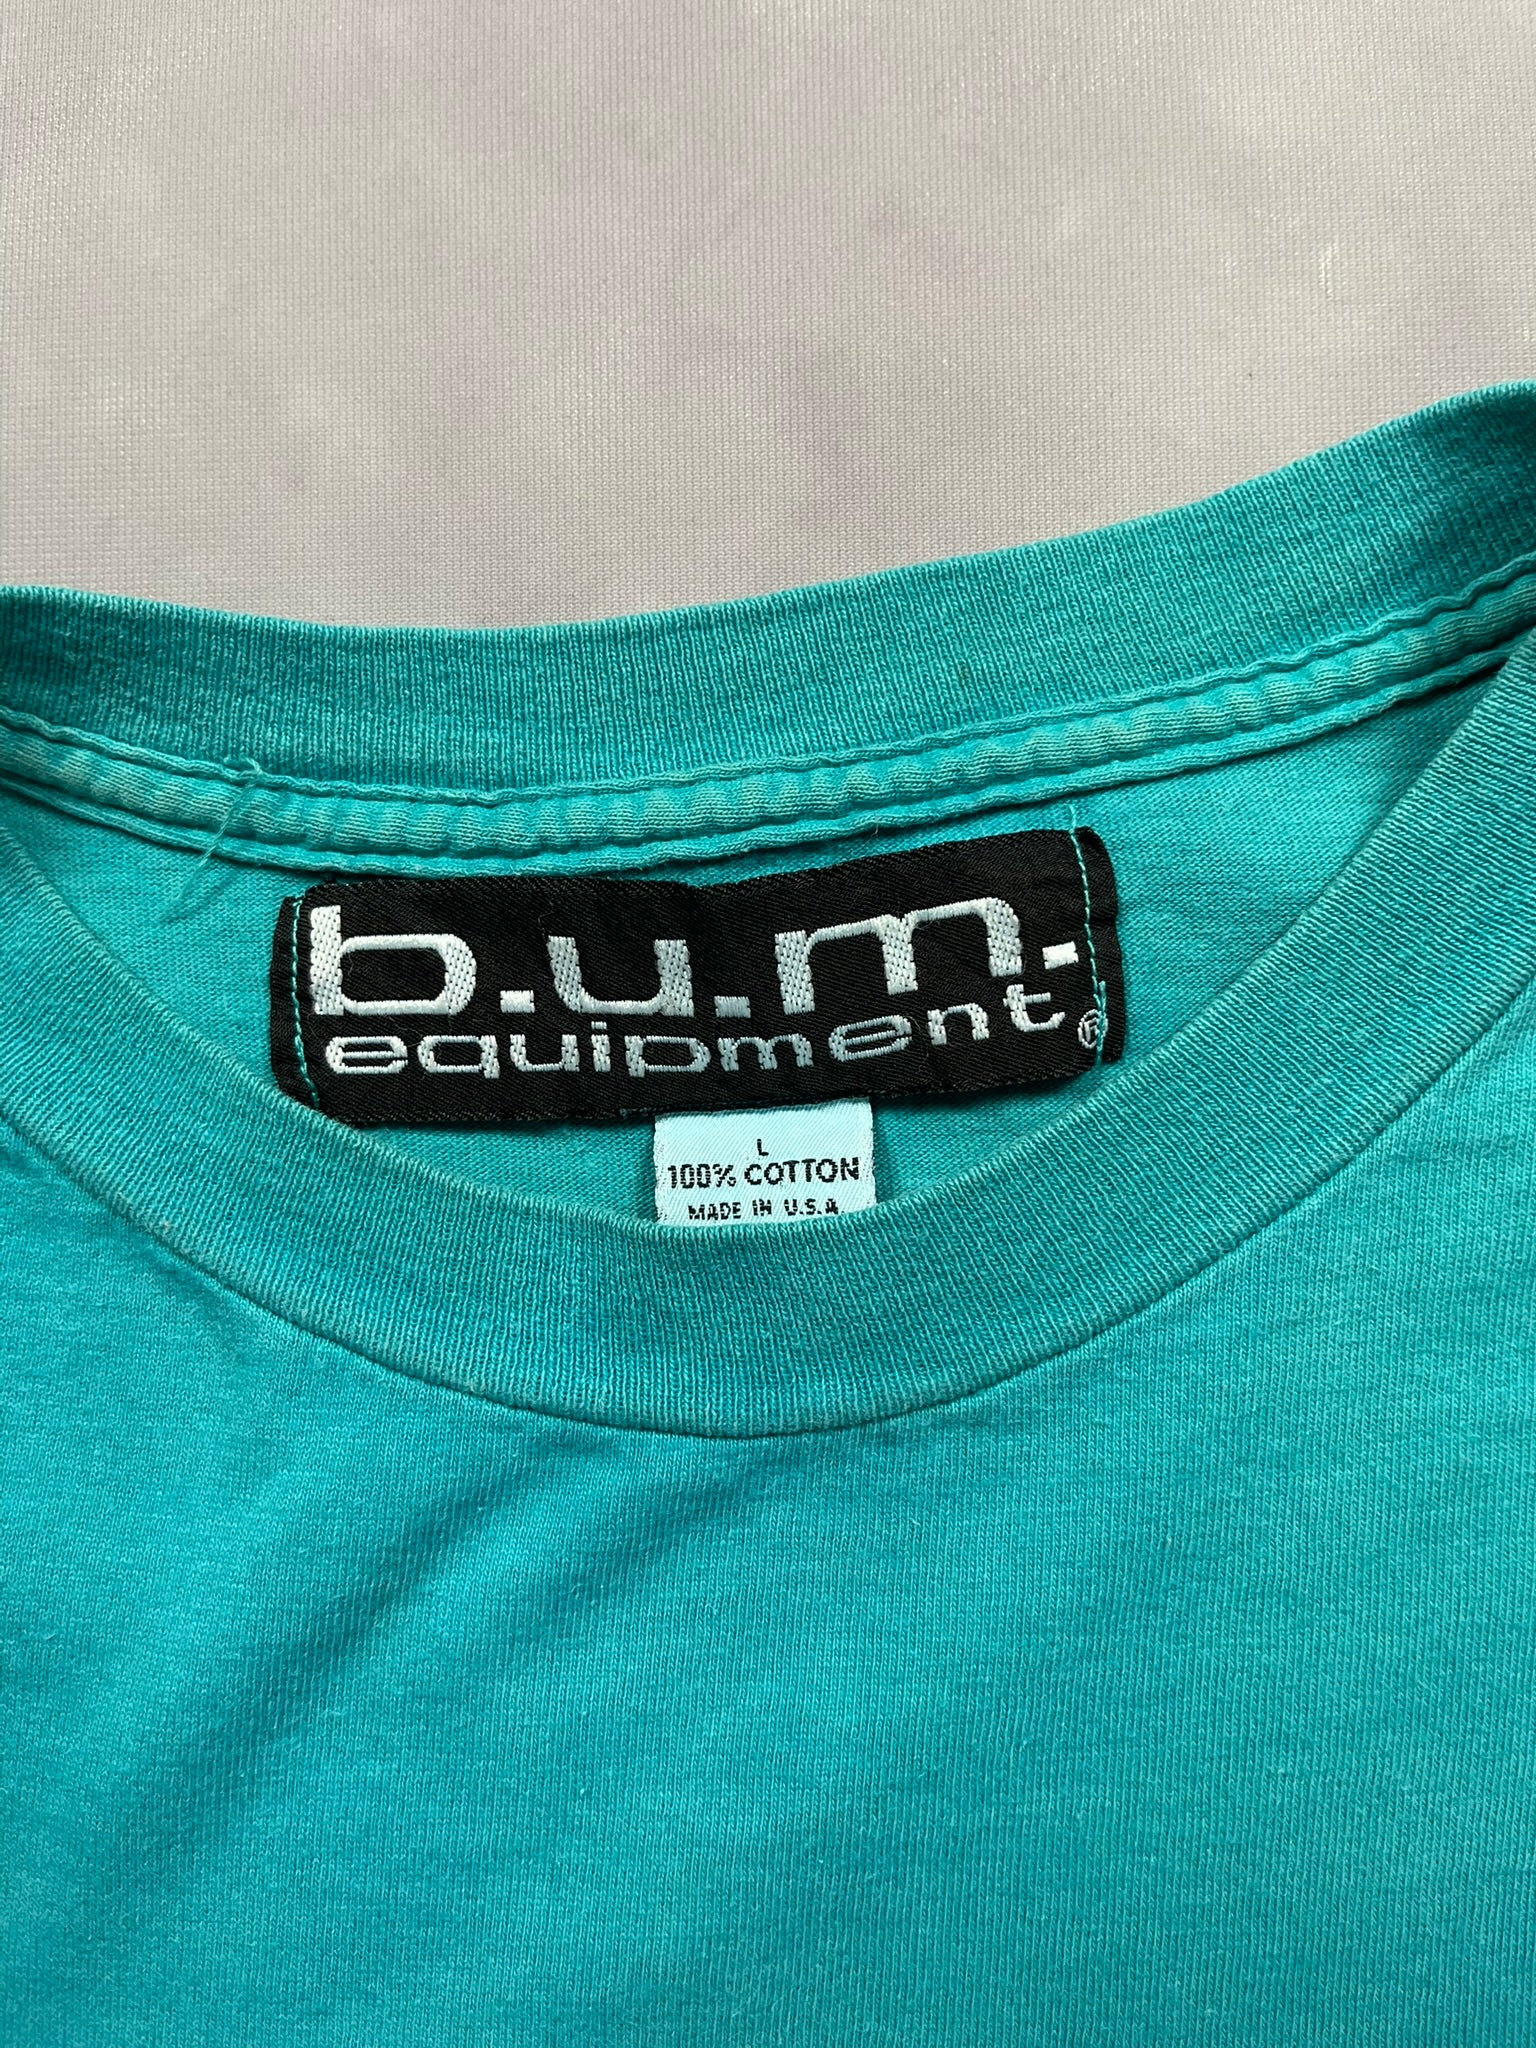 b.u.m.
equipment®
L
100% COTTON
MADE IN U.S.A.